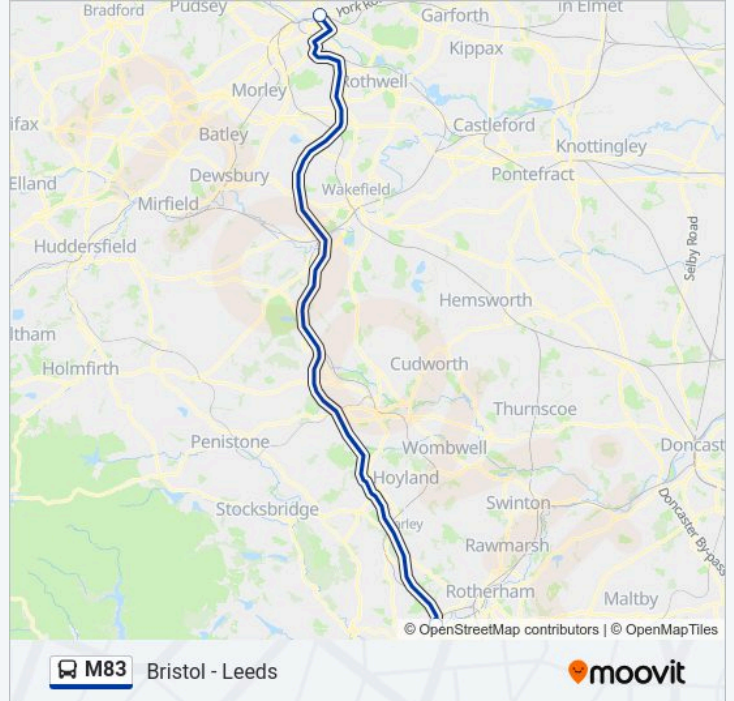 Bradford
Pudsey
York Ro
Garforth
in Elmet
Kippax
Morley
Rothwell
Castleford
ifax
Batley
Knottingley
Elland
Dewsbury
Wakefield
Pontefract
Mirfield
Huddersfield
Selby Road
Hemsworth
ltham
Holmfirth
Cudworth
Thurnscoe
Penistone
Wombwell
Doncast
Hoyland
Stocksbridge
Swinton
orley
Doncaster By-pass
Rawmarsh
Rotherham
Maltby
© OpenStreetMap contributors | © OpenMapTiles
M83 Bristol - Leeds
moovit